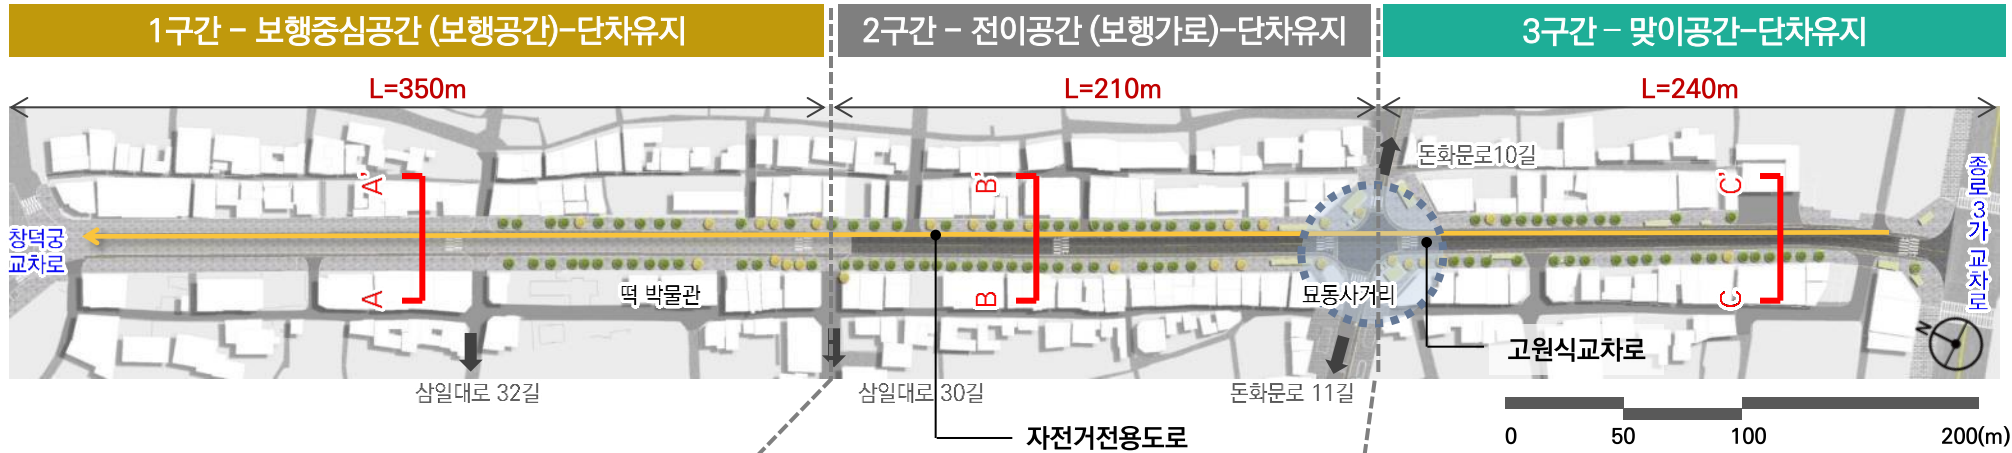 1구간 – 보행중심공간 (보행공간)-단차유지
2구간 – 전이공간 (보행가로)-단차유지
3구간 – 맞이공간-단차유지
L=350m
L=210m
L=240m
돈화문로10길
A'
B'
C'
종로3가 교차로
창덕궁
교차로
A
떡 박물관
B
묘동사거리
C
N
고원식교차로
삼일대로 32길
삼일대로 30길
돈화문로 11길
자전거전용도로
0 50 100 200(m)